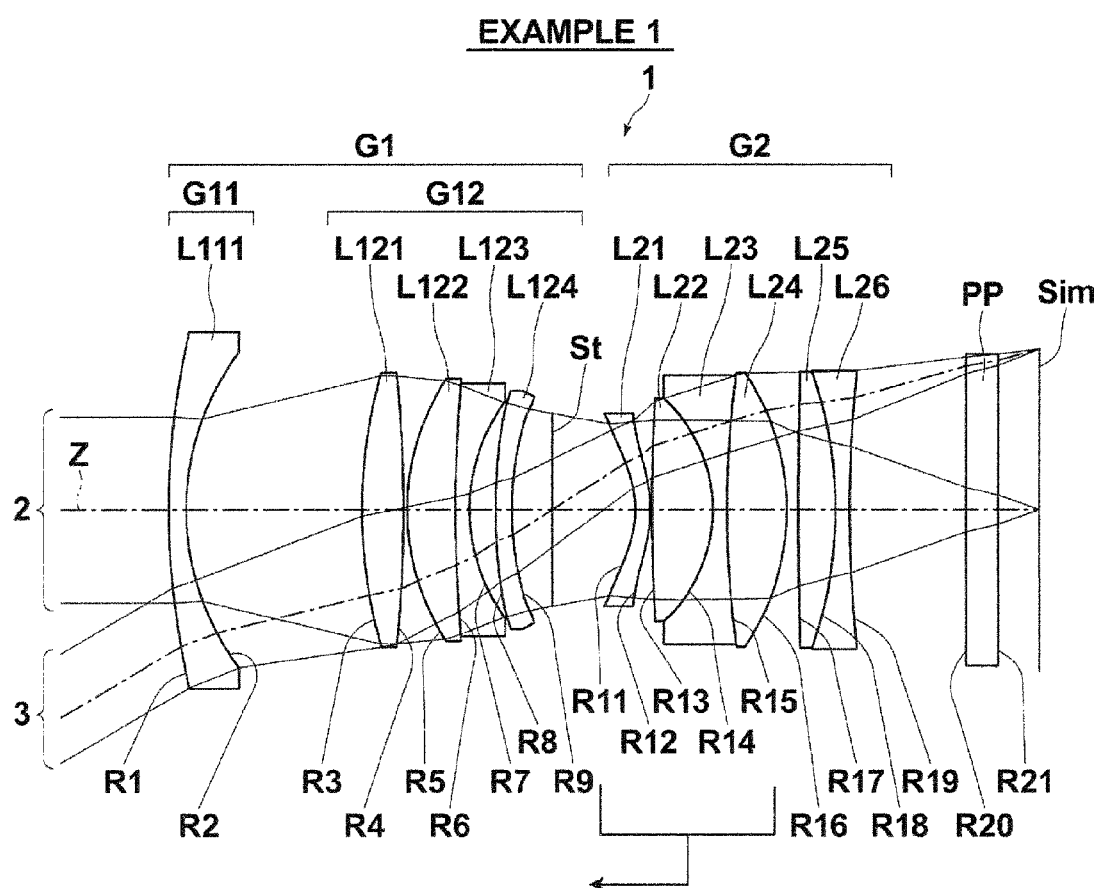 EXAMPLE 1
1
G1 G2
G11 G12
L111 L121 L123 L21 L23 L25
L122 L124 L22 L24 L26 PP Sim
St
Z
2
3
R11 R13 R15
R12 R14
R8
R1 R3 R5 R7 R9 R17 R19 R21
R2 R4 R6 R16 R18 R20